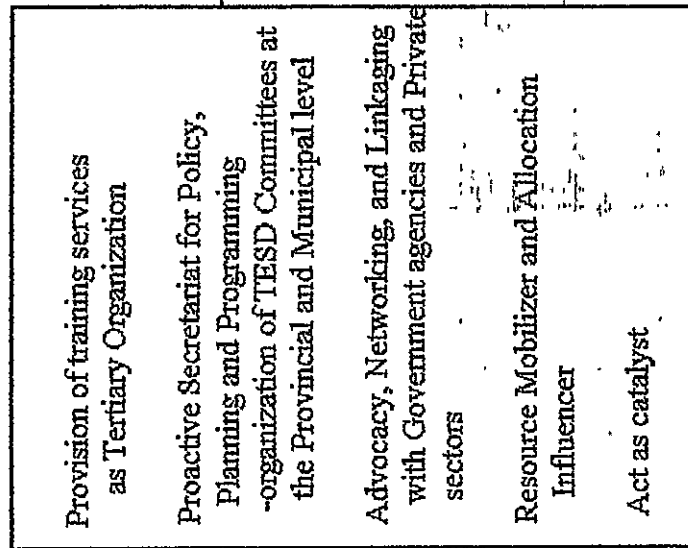 Provision of training services
as Tertiary Organization
Proactive Secretariat for Policy,
Planning and Programming
-organization of TESD Committees at
the Provincial and Municipal level
Advocacy, Networking, and Linkaging
with Government agencies and Private
sectors
Resource Mobilizer and Allocation
Influencer
Act as catalyst